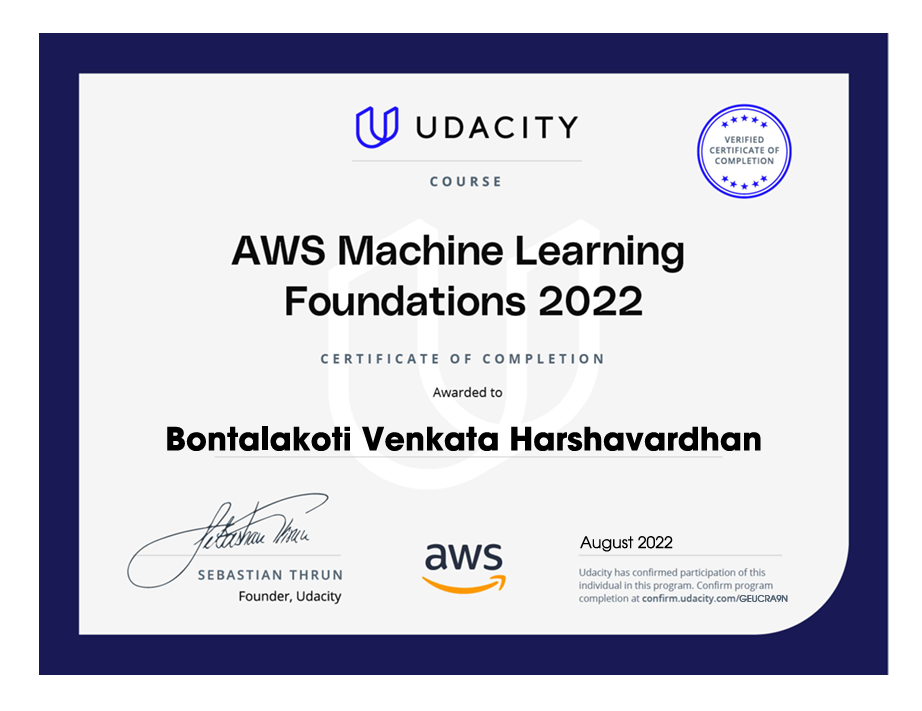 UDACITY
VERIFIED
CERTIFICATE OF
COMPLETION
COURSE
AWS Machine Learning
Foundations 2022
CERTIFICATE OF COMPLETION
Awarded to
Bontalakoti Venkata Harshavardhan
Sebastian Thrun
SEBASTIAN THRUN
Founder, Udacity
aws
August 2022
Udacity has confirmed participation of this
individual in this program. Confirm program
completion at confirm.udacity.com/GEUCRA9N